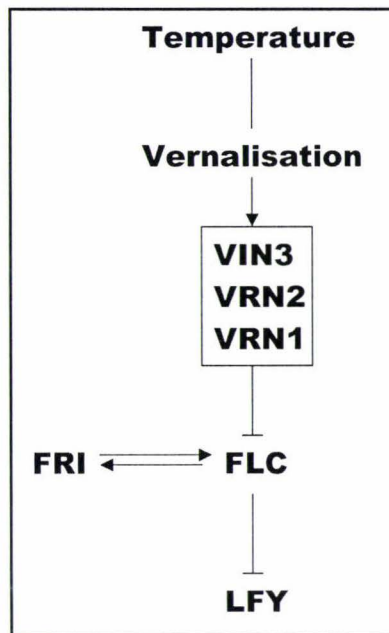 Temperature
Vernalisation
VIN3
VRN2
VRN1
FRI FLC
LFY